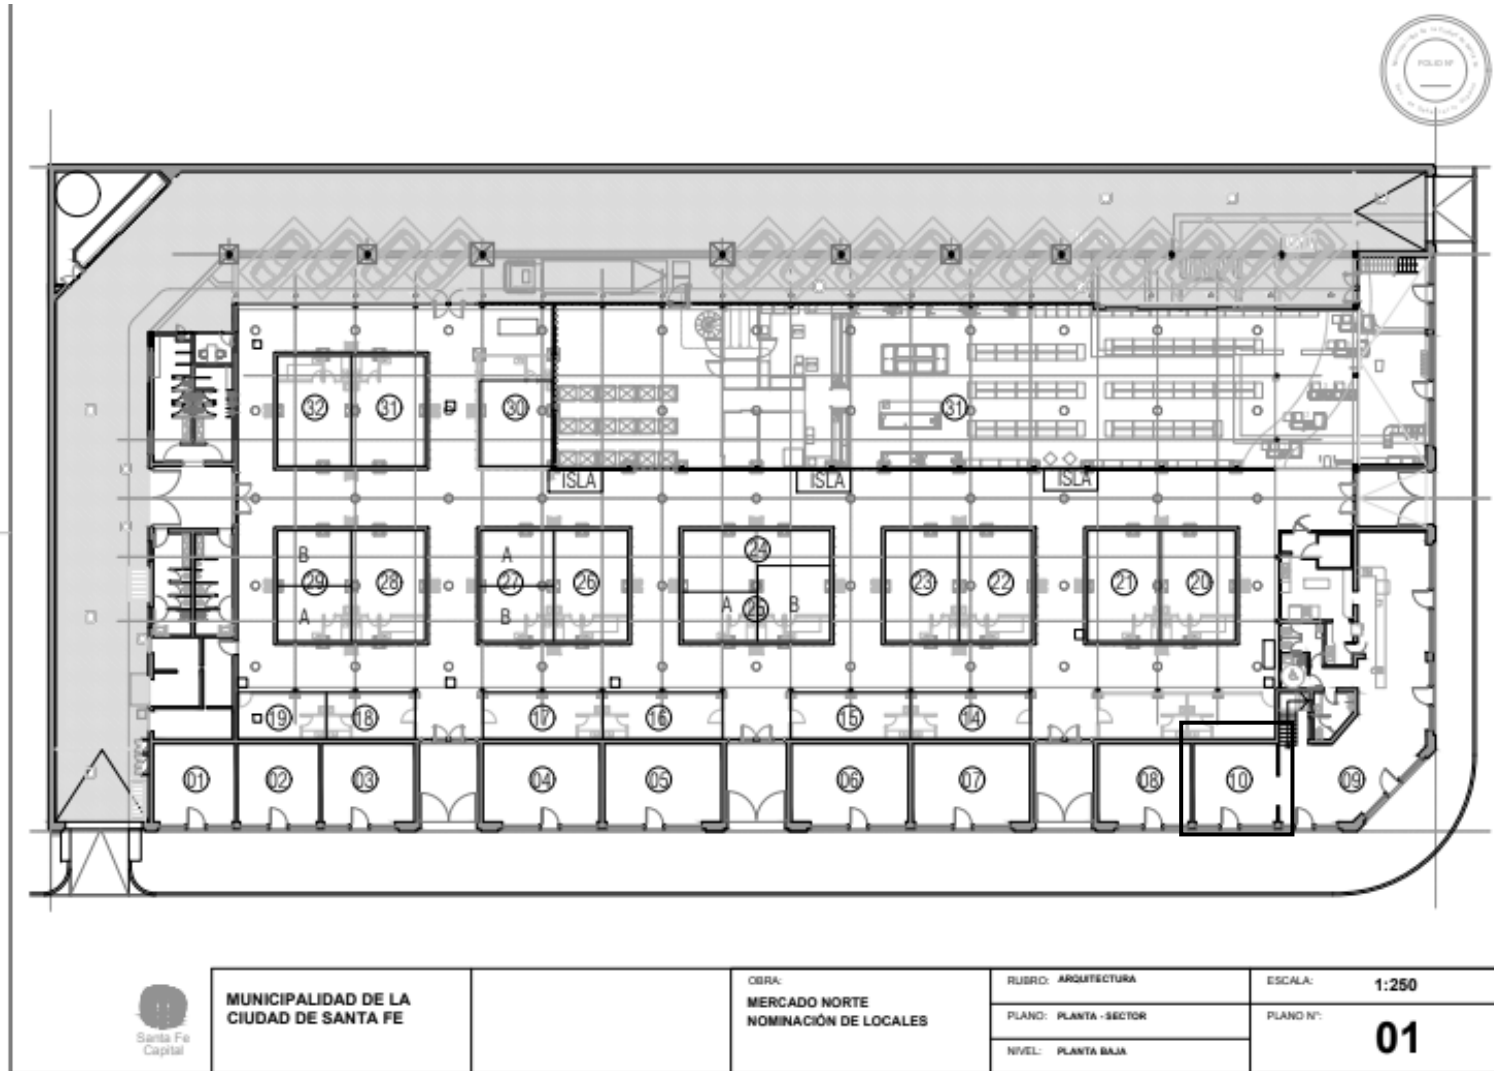 FOLIO Nº
32
31
30
31
ISLA
ISLA
ISLA
B
29
28
A
A
27
26
B
24
A
25
B
23
22
21
20
19
18
17
16
15
14
01
02
03
04
05
06
07
08
10
09
Santa Fe
Capital
MUNICIPALIDAD DE LA
CIUDAD DE SANTA FE
OBRA:
MERCADO NORTE
NOMINACIÓN DE LOCALES
RUBRO: ARQUITECTURA
PLANO: PLANTA - SECTOR
NIVEL: PLANTA BAJA
ESCALA: 1:250
PLANO Nº:
01